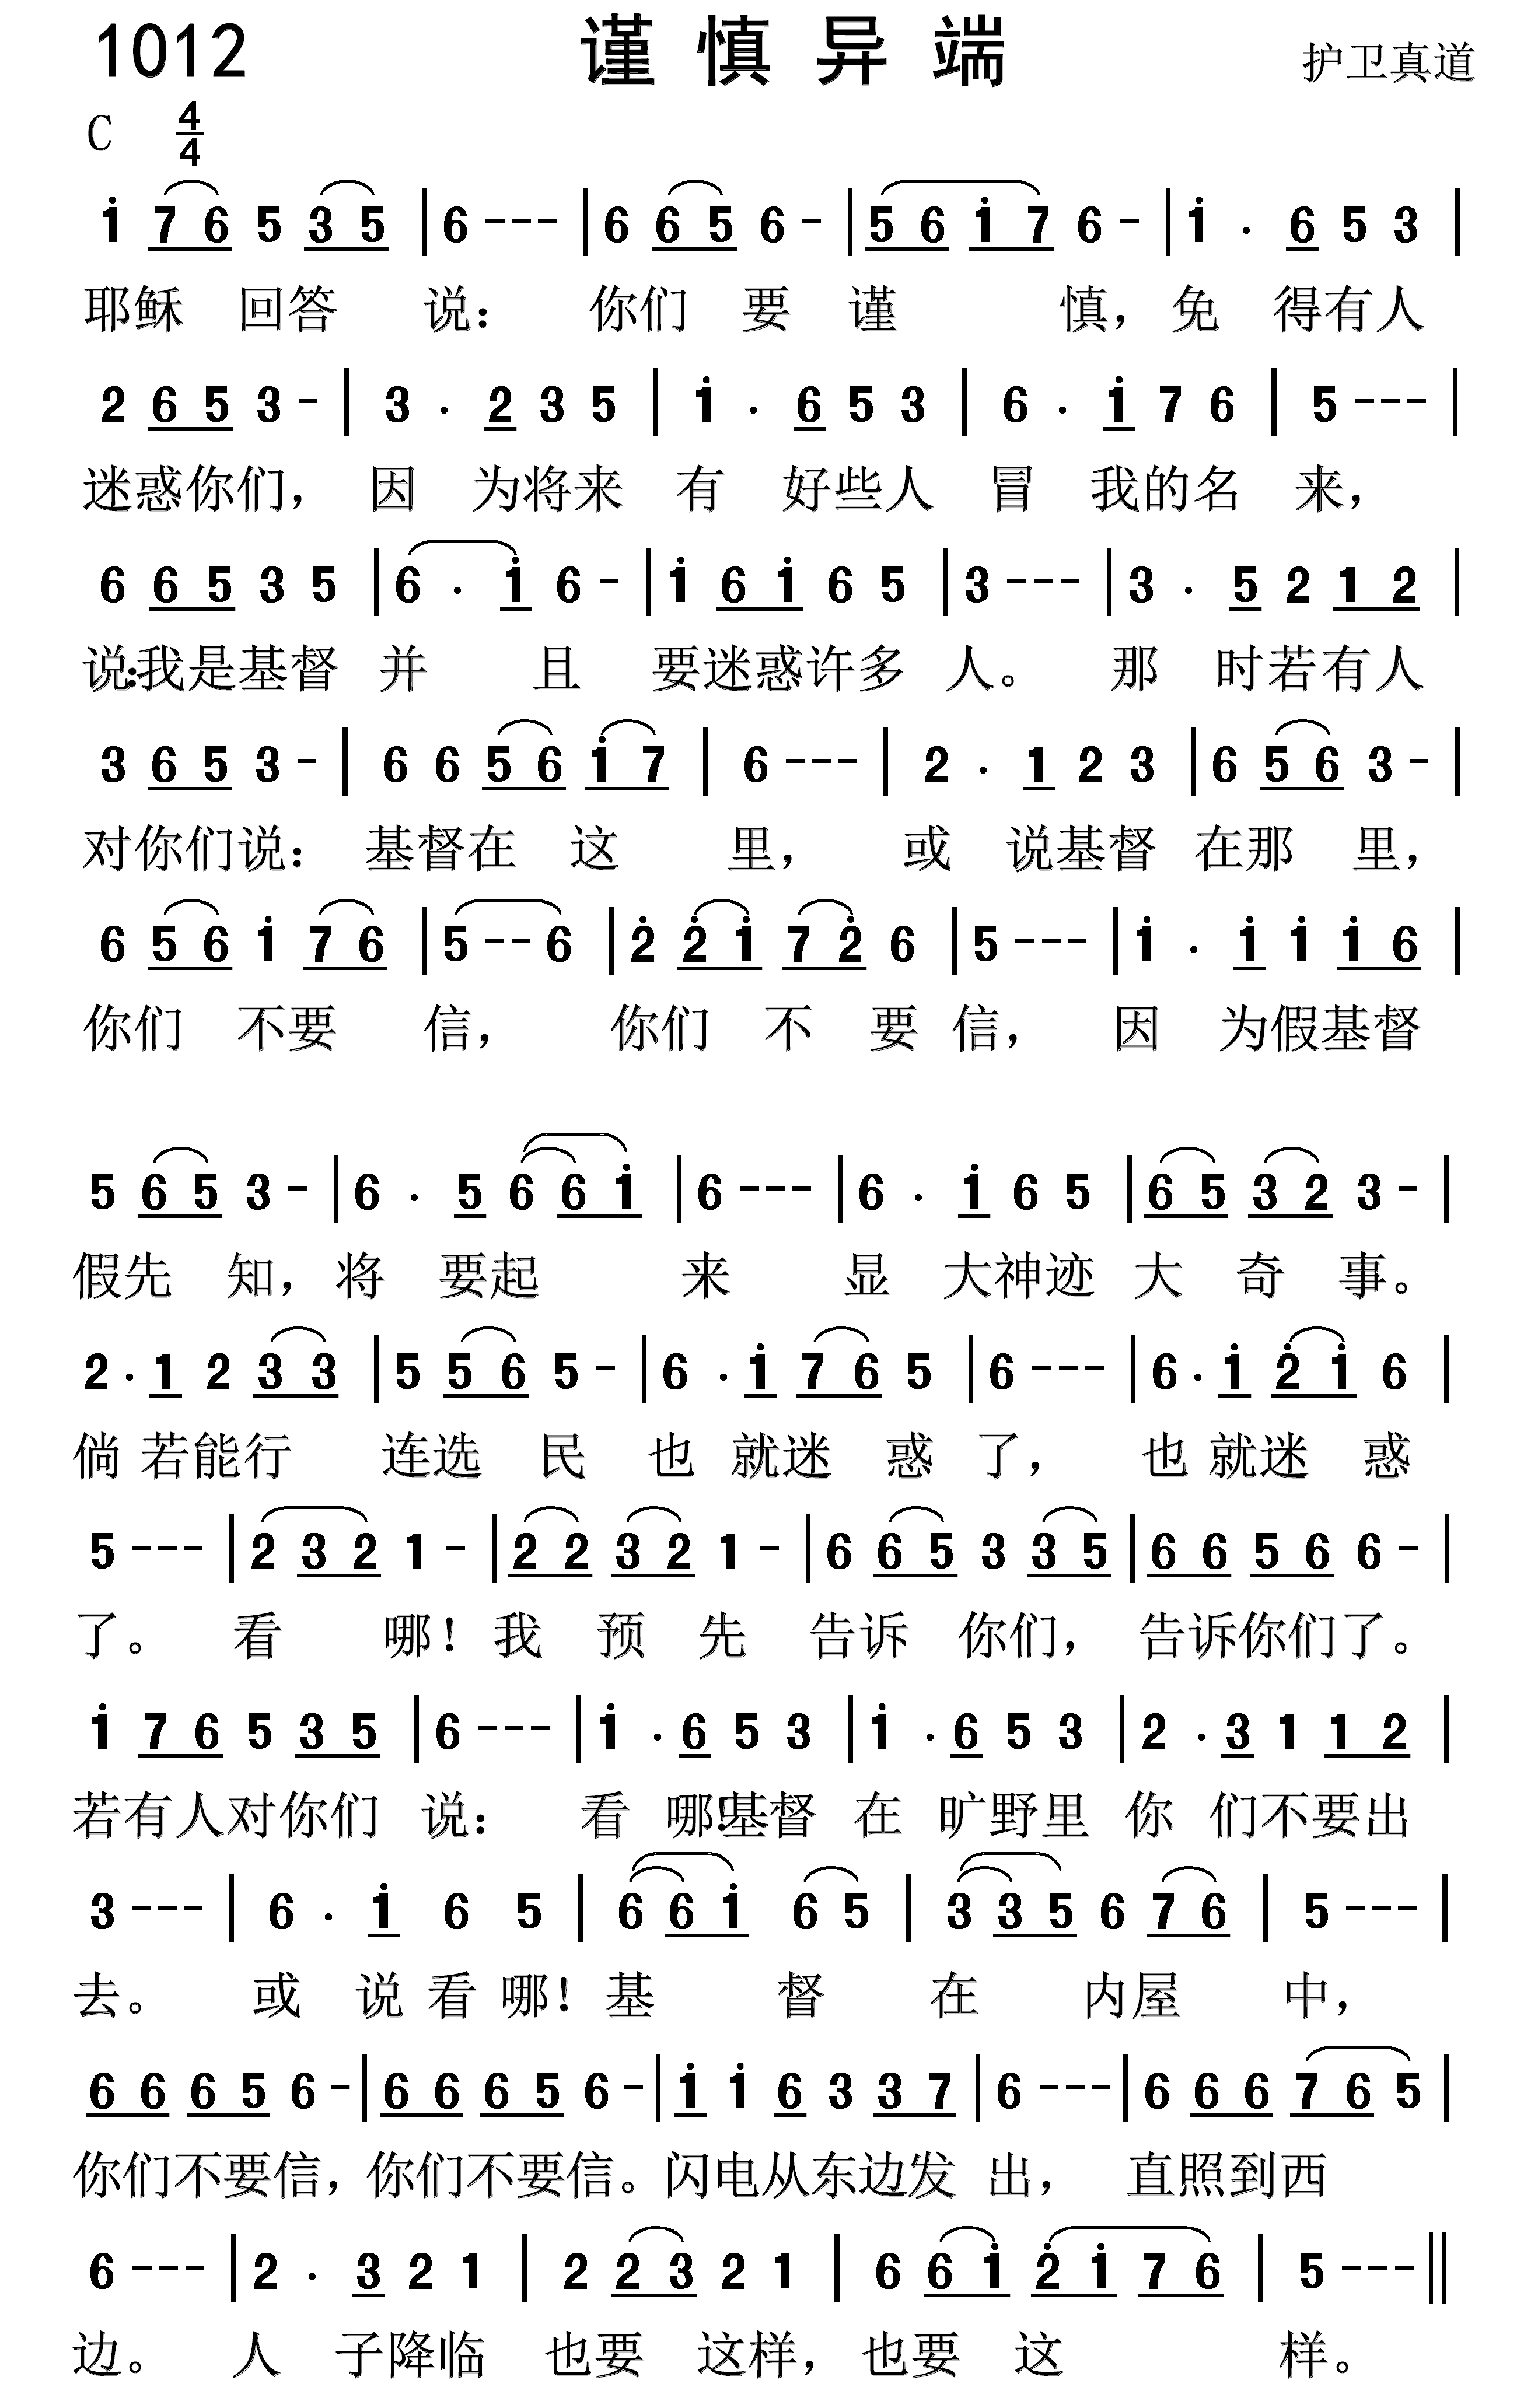 1012 谨慎异端 护卫真道
C 4/4
i 7 6 5 3 5 | 6 - - - | 6 6 5 6 - | 5 6 i 7 6 - | i · 6 5 3 |
耶稣 回答 说： 你们 要 谨 慎，免 得有人
2 6 5 3 - | 3 · 2 3 5 | i · 6 5 3 | 6 · i 7 6 | 5 - - - |
迷惑你们， 因 为将来 有 好些人 冒 我的名 来，
6 6 5 3 5 | 6 · i 6 - | i 6 i 6 5 | 3 - - - | 3 · 5 2 1 2 |
说：我是基督 并 且 要迷惑许多 人。 那 时若有人
3 6 5 3 - | 6 6 5 6 i 7 | 6 - - - | 2 · 1 2 3 | 6 5 6 3 - |
对你们说： 基督在 这 里， 或 说基督 在那 里，
6 5 6 i 7 6 | 5 - - 6 | 2̇ 2̇ i 7 2̇ 6 | 5 - - - | i · i i i 6 |
你们 不要 信， 你们 不 要 信， 因 为假基督
5 6 5 3 - | 6 · 5 6 6 i | 6 - - - | 6 · i 6 5 | 6 5 3 2 3 - |
假先 知，将 要起 来 显 大神迹 大 奇 事。
2 · 1 2 3 3 | 5 5 6 5 - | 6 · i 7 6 5 | 6 - - - | 6 · i 2̇ i 6 |
倘 若能行 连选 民 也 就迷 惑 了， 也 就迷 惑
5 - - - | 2 3 2 1 - | 2 2 3 2 1 - | 6 6 5 3 3 5 | 6 6 5 6 6 - |
了。 看 哪！我 预 先 告诉 你们， 告诉你们了。
i 7 6 5 3 5 | 6 - - - | i · 6 5 3 | i · 6 5 3 | 2 · 3 1 1 2 |
若有人对你们 说： 看 哪！基督 在 旷野里 你 们不要出
3 - - - | 6 · i 6 5 | 6 6 i 6 5 | 3 3 5 6 7 6 | 5 - - - |
去。 或 说 看 哪！基 督 在 内屋 中，
6 6 6 5 6 - | 6 6 6 5 6 - | i i 6 3 3 7 | 6 - - - | 6 6 6 7 6 5 |
你们不要信，你们不要信。闪电从东边发 出， 直照到西
6 - - - | 2 · 3 2 1 | 2 2 3 2 1 | 6 6 i 2̇ i 7 6 | 5 - - - ||
边。 人 子降临 也要 这样，也要 这 样。